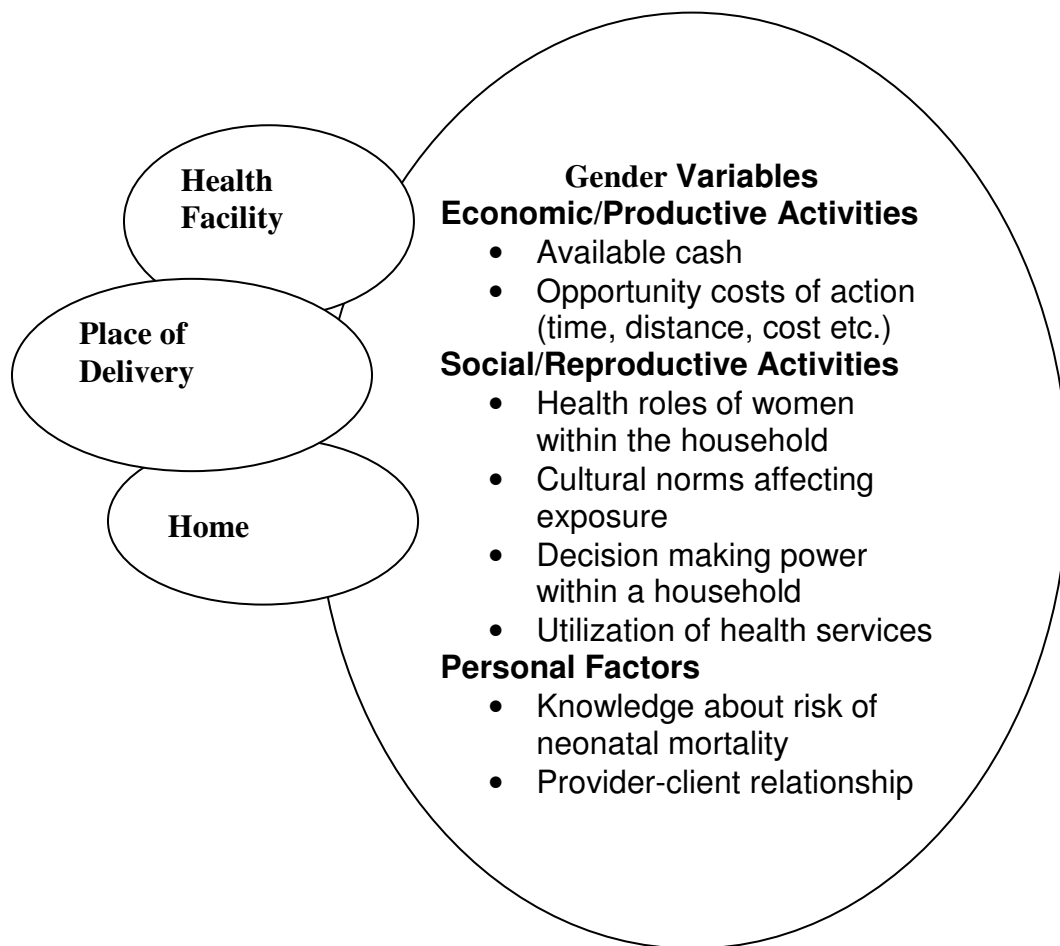 Health
Facility
Place of
Delivery
Home
Gender Variables
Economic/Productive Activities
• Available cash
• Opportunity costs of action
(time, distance, cost etc.)
Social/Reproductive Activities
• Health roles of women
within the household
• Cultural norms affecting
exposure
• Decision making power
within a household
• Utilization of health services
Personal Factors
• Knowledge about risk of
neonatal mortality
• Provider-client relationship